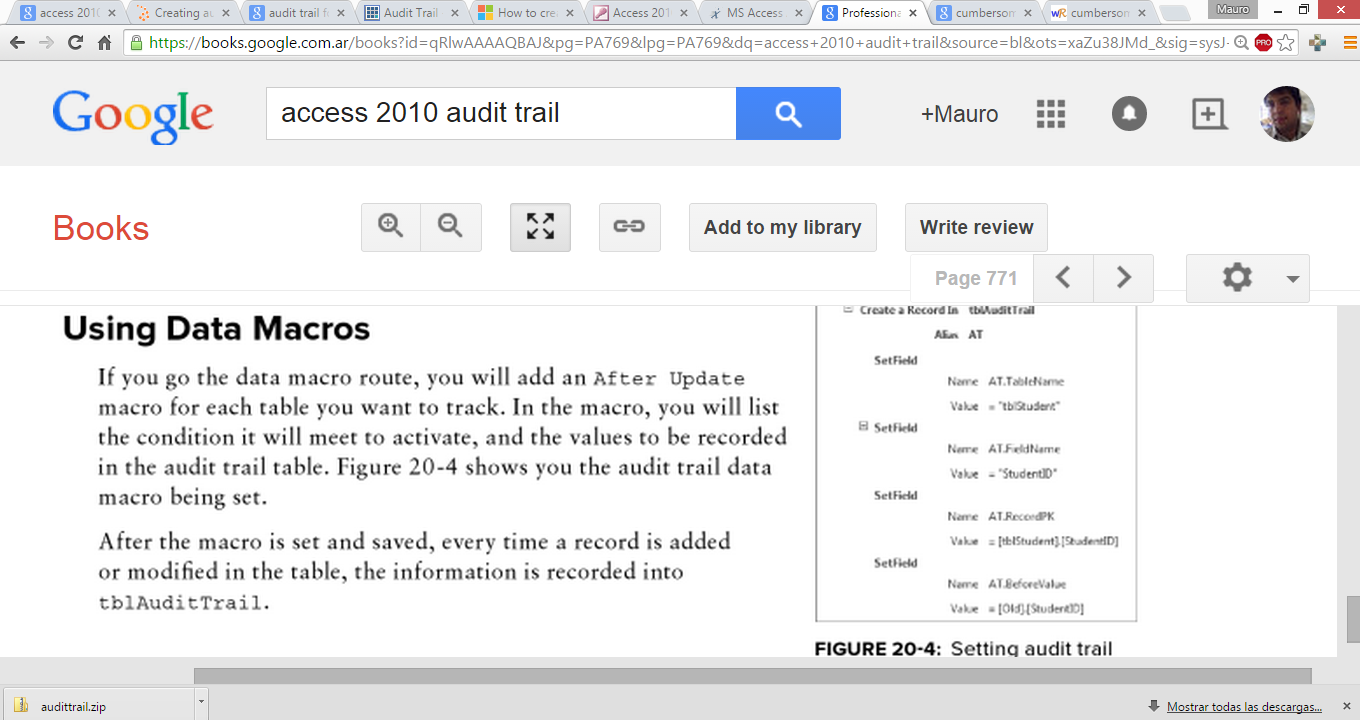 access 2010
Creating au
audit trail fo
Audit Trail
How to crea
Access 201
MS Access
Professiona
cumbersom
cumbersom
Mauro
https://books.google.com.ar/books?id=qRlwAAAAQBAJ&pg=PA769&lpg=PA769&dq=access+2010+audit+trail&source=bl&ots=xaZu38JMd_&sig=sysJ-
PRO
Google
access 2010 audit trail
+Mauro
Books
Add to my library
Write review
Page 771
Using Data Macros
If you go the data macro route, you will add an After Update
macro for each table you want to track. In the macro, you will list
the condition it will meet to activate, and the values to be recorded
in the audit trail table. Figure 20-4 shows you the audit trail data
macro being set.
After the macro is set and saved, every time a record is added
or modified in the table, the information is recorded into
tblAuditTrail.
Create a Record In tblAuditTrail
Alias AT
SetField
Name AT.TableName
Value = "tblStudent"
SetField
Name AT.FieldName
Value = "StudentID"
SetField
Name AT.RecordPK
Value = [tblStudent].[StudentID]
SetField
Name AT.BeforeValue
Value = [Old].[StudentID]
FIGURE 20-4: Setting audit trail
audittrail.zip
Mostrar todas las descargas...